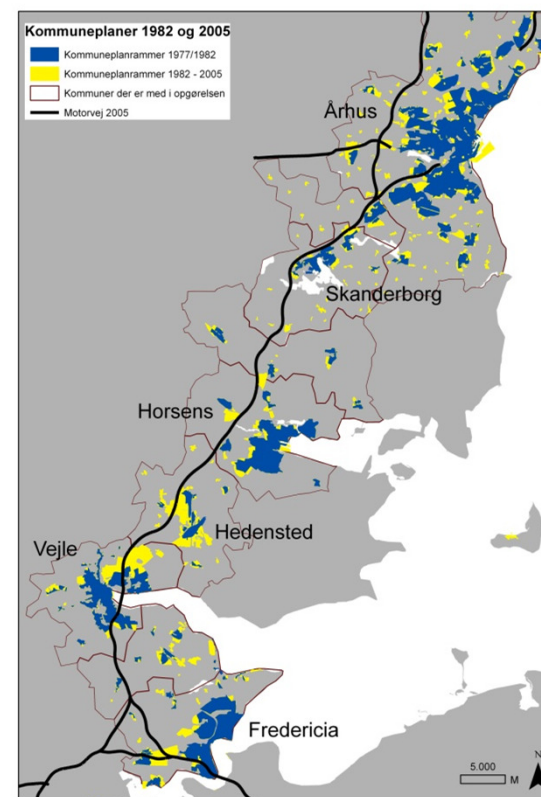 Kommuneplaner 1982 og 2005
Kommuneplanrammer 1977/1982
Kommuneplanrammer 1982 - 2005
Kommuner der er med i opgørelsen
Motorvej 2005
Århus
Skanderborg
Horsens
Hedensted
Vejle
Fredericia
5.000
M
N